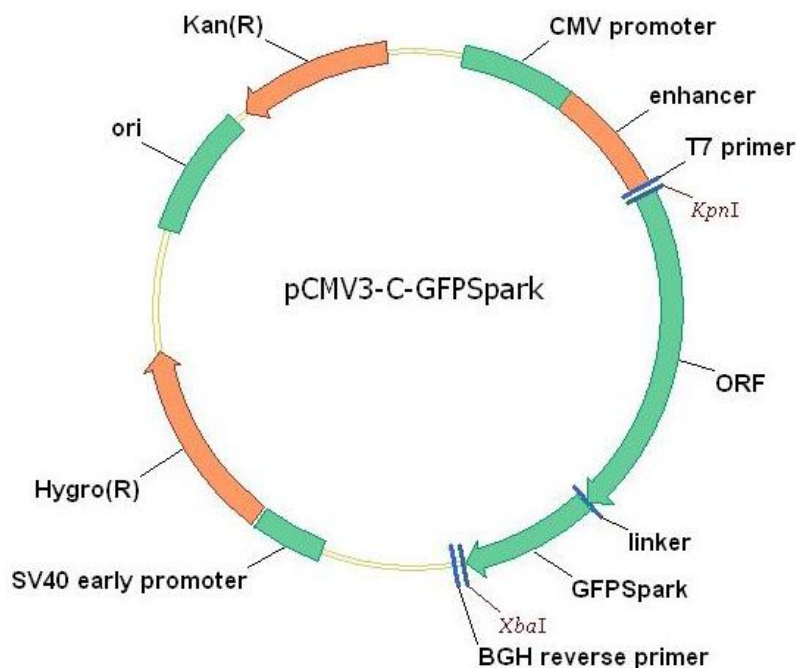 Kan(R)
CMV promoter
enhancer
ori
T7 primer
KpnI
pCMV3-C-GFPSpark
ORF
Hygro(R)
linker
SV40 early promoter
GFPSpark
XbaI
BGH reverse primer